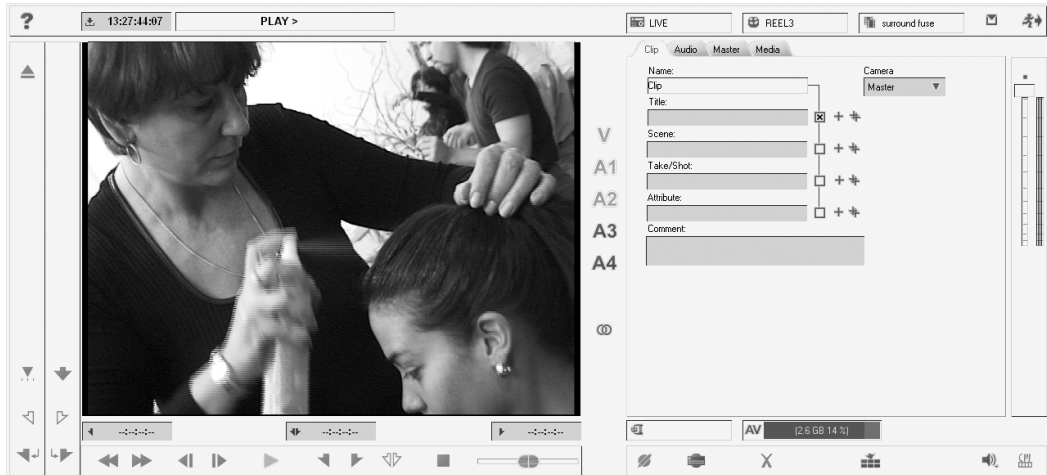 ?
13:27:44:07
PLAY >
LIVE
REEL3
surround fuse
Clip
Audio
Master
Media
Name:
Clip
Camera
Master
Title:
Scene:
Take/Shot:
Attribute:
Comment:
V
A1
A2
A3
A4
--:--:--:--
--:--:--:--
--:--:--:--
AV
(2.6 GB 14 %)